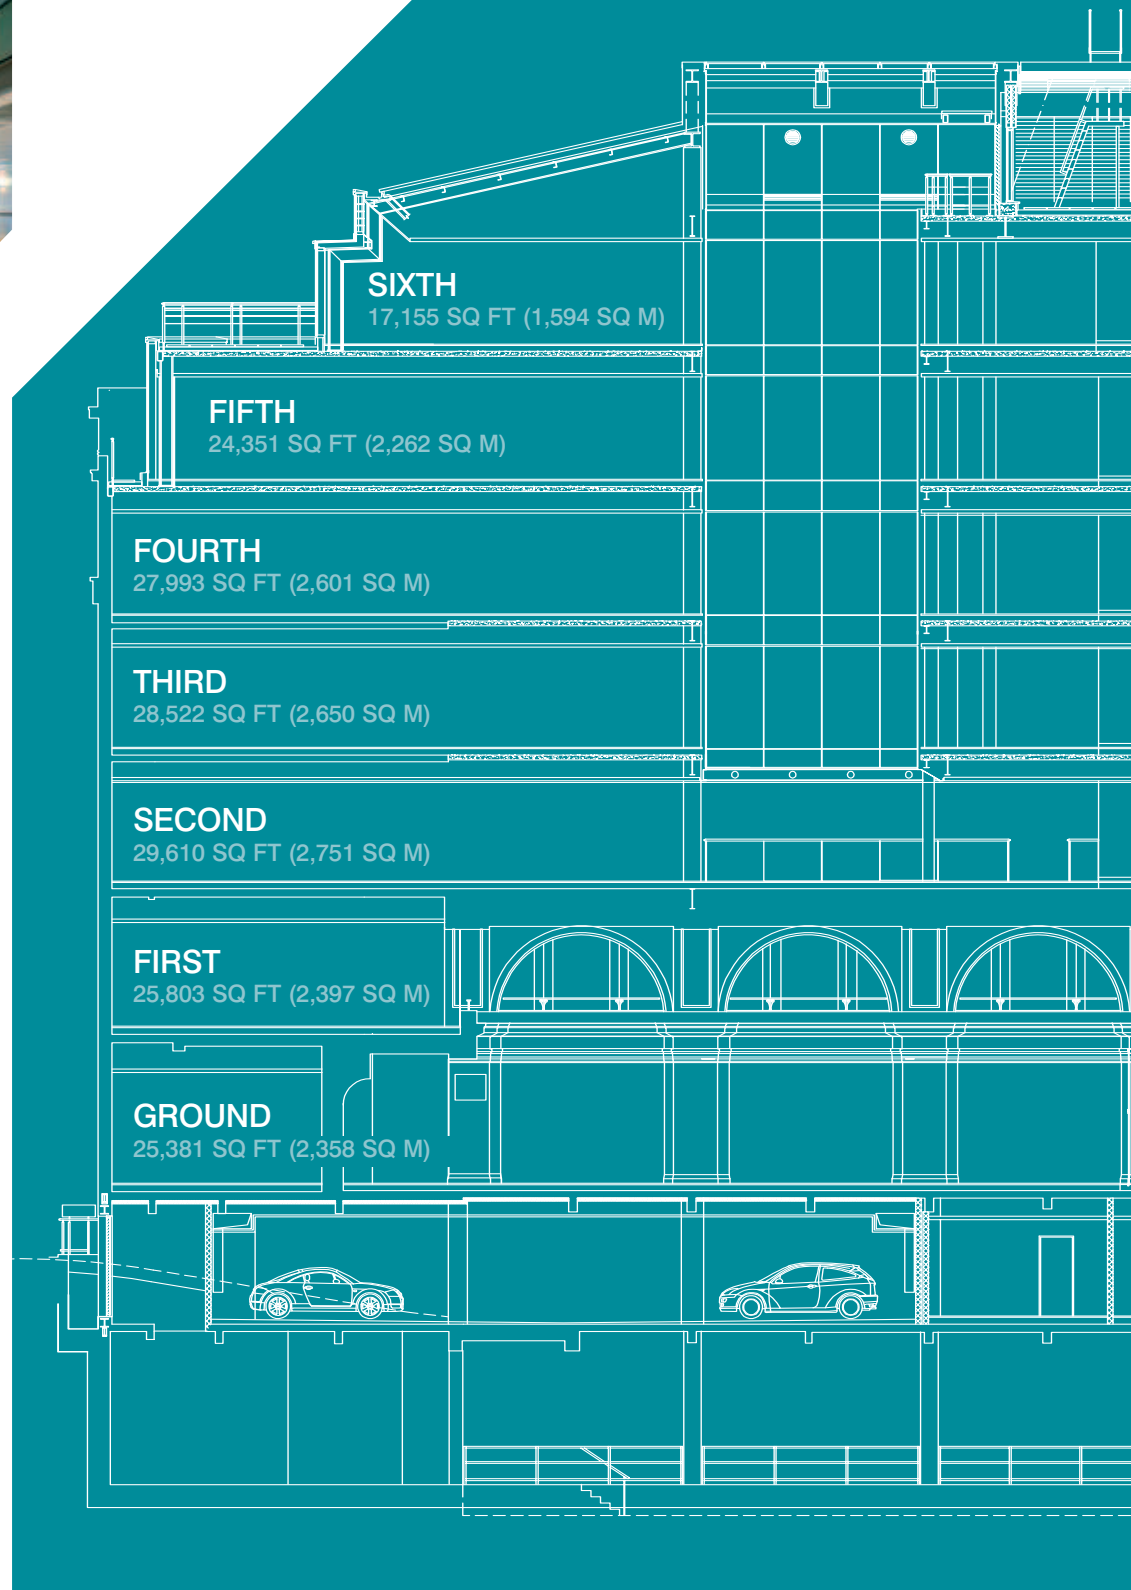 SIXTH
17,155 SQ FT (1,594 SQ M)
FIFTH
24,351 SQ FT (2,262 SQ M)
FOURTH
27,993 SQ FT (2,601 SQ M)
THIRD
28,522 SQ FT (2,650 SQ M)
SECOND
29,610 SQ FT (2,751 SQ M)
FIRST
25,803 SQ FT (2,397 SQ M)
GROUND
25,381 SQ FT (2,358 SQ M)